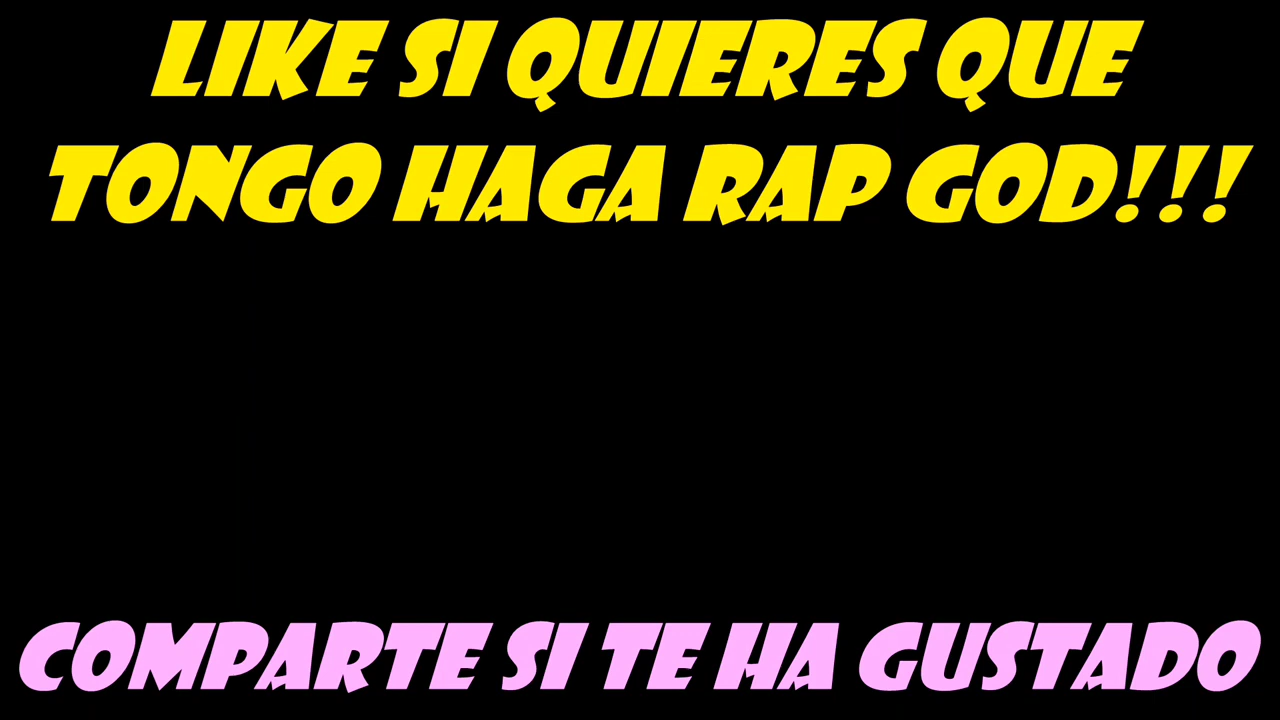 LIKE SI QUIERES QUE
TONGO HAGA RAP GOD!!!
COMPARTE SI TE HA GUSTADO